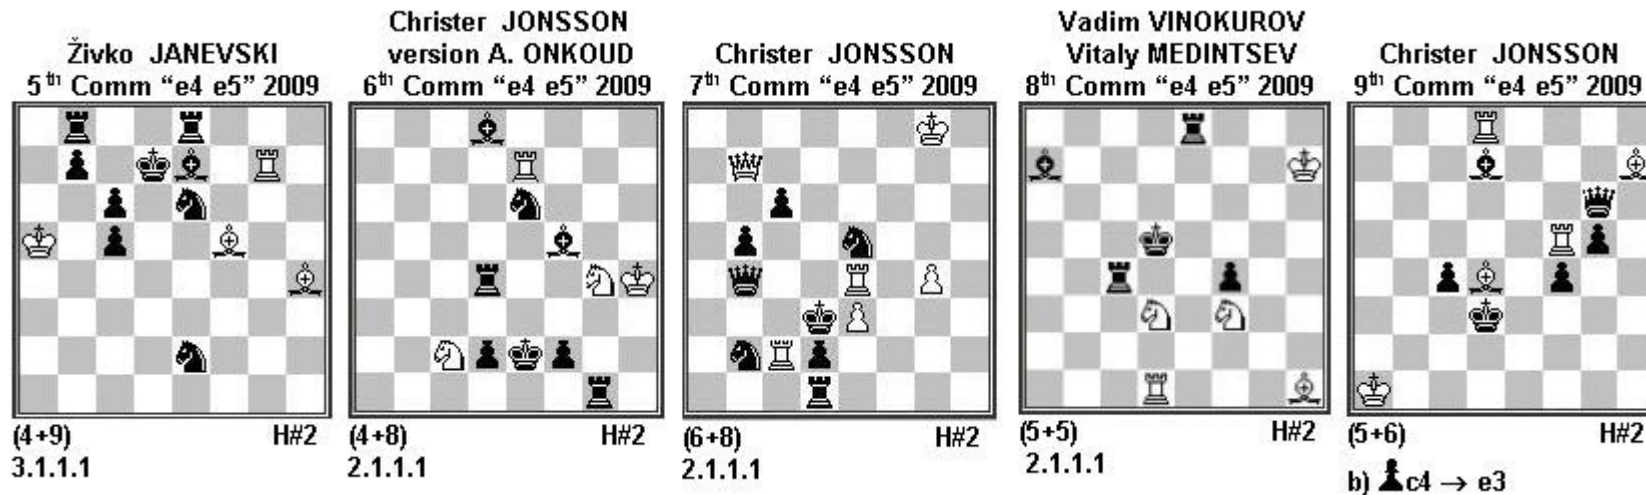 Živko JANEVSKI
5th Comm "e4 e5" 2009
(4+9) H#2
3.1.1.1
Christer JONSSON
version A. ONKOUD
6th Comm "e4 e5" 2009
(4+8) H#2
2.1.1.1
Christer JONSSON
7th Comm "e4 e5" 2009
(6+8) H#2
2.1.1.1
Vadim VINOKUROV
Vitaly MEDINTSEV
8th Comm "e4 e5" 2009
(5+5) H#2
2.1.1.1
Christer JONSSON
9th Comm "e4 e5" 2009
(5+6) H#2
b) ♟c4 → e3